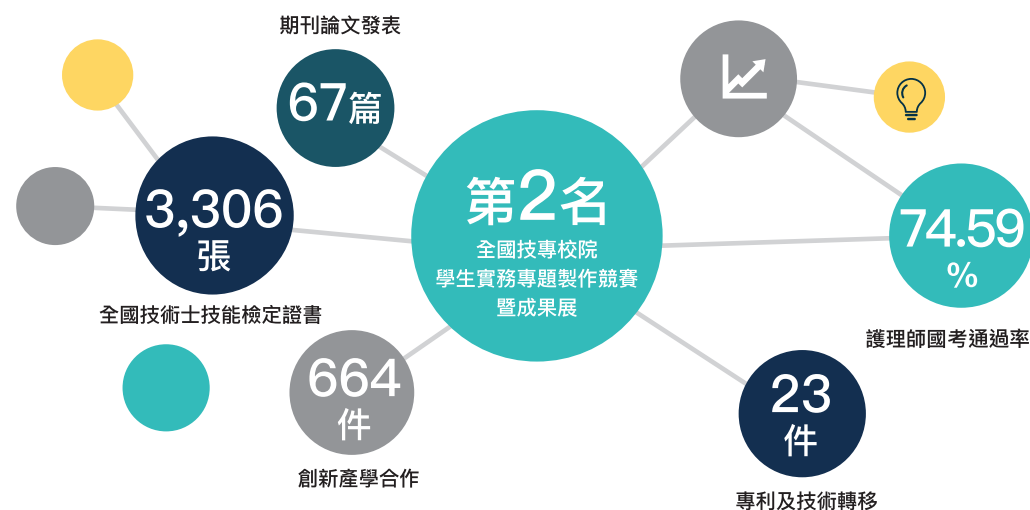 期刊論文發表
67篇
3,306
張
全國技術士技能檢定證書
第2名
全國技專校院
學生實務專題製作競賽
暨成果展
74.59
%
護理師國考通過率
664
件
創新產學合作
23
件
專利及技術轉移